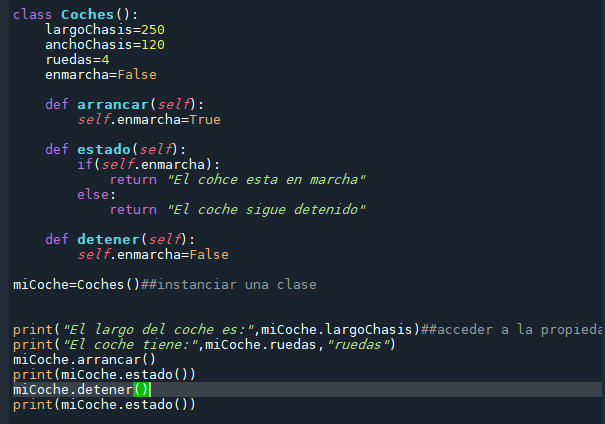 class Coches():
    largoChasis=250
    anchoChasis=120
    ruedas=4
    enmarcha=False
    def arrancar(self):
        self.enmarcha=True
    def estado(self):
        if(self.enmarcha):
            return "El cohce esta en marcha"
        else:
            return "El coche sigue detenido"
    def detener(self):
        self.enmarcha=False
miCoche=Coches()##instanciar una clase
print("El largo del coche es:",miCoche.largoChasis)##acceder a la propieda
print("El coche tiene:",miCoche.ruedas,"ruedas")
miCoche.arrancar()
print(miCoche.estado())
miCoche.detener()
print(miCoche.estado())